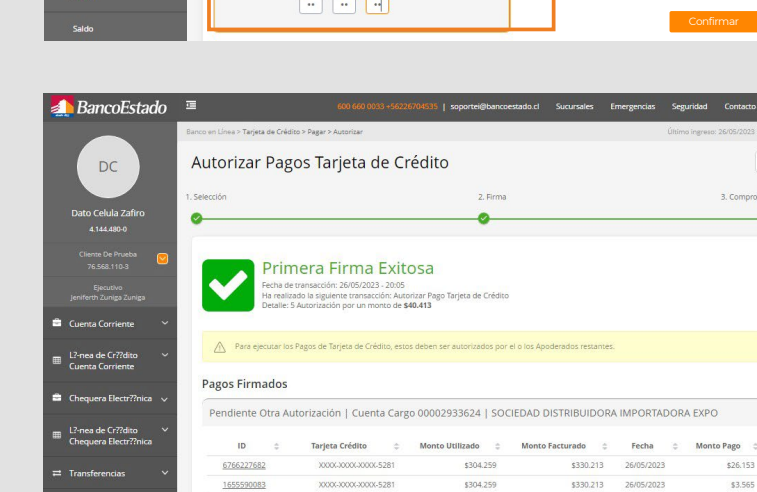 Saldo
Confirmar
BancoEstado
600 660 0033 +56226704535 | soportei@bancoestado.cl Sucursales Emergencias Seguridad Contacto
Banco en Línea > Tarjeta de Crédito > Pagar > Autorizar
Último ingreso: 26/05/2023
DC
Dato Celula Zafiro
4.144.480-0
Cliente De Prueba
76.568.110-3
Ejecutivo
Jeniferth Zuniga Zuniga
Cuenta Corriente
L?-nea de Cr??dito
Cuenta Corriente
Chequera Electr??nica
L?-nea de Cr??dito
Chequera Electr??nica
Transferencias
Autorizar Pagos Tarjeta de Crédito
1. Selección 2. Firma 3. Compro
Primera Firma Exitosa
Fecha de transacción: 26/05/2023 - 20:05
Ha realizado la siguiente transacción: Autorizar Pago Tarjeta de Crédito
Detalle: 5 Autorización por un monto de $40.413
Para ejecutar los Pagos de Tarjeta de Crédito, estos deben ser autorizados por el o los Apoderados restantes.
Pagos Firmados
Pendiente Otra Autorización | Cuenta Cargo 00002933624 | SOCIEDAD DISTRIBUIDORA IMPORTADORA EXPO
ID Tarjeta Crédito Monto Utilizado Monto Facturado Fecha Monto Pago
6766227682 XXXX-XXXX-XXXX-5281 $304.259 $330.213 26/05/2023 $26.153
1655590083 XXXX-XXXX-XXXX-5281 $304.259 $330.213 26/05/2023 $3.565